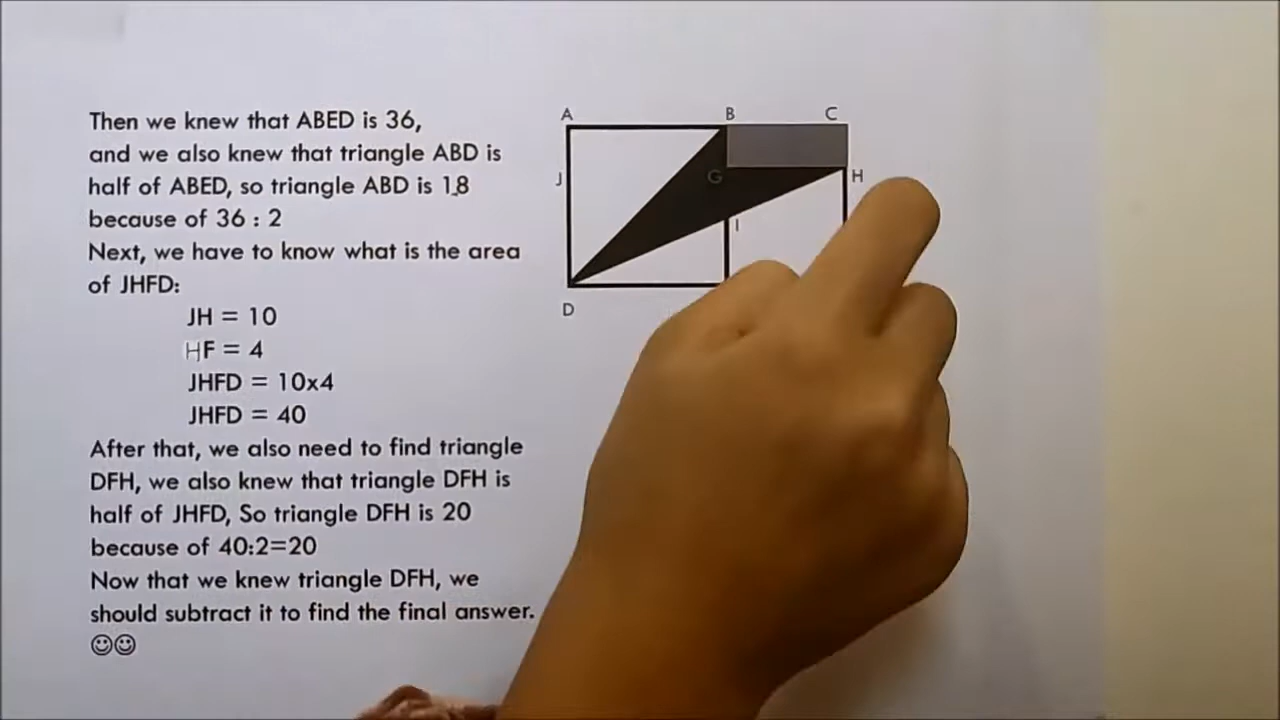 Then we knew that ABED is 36,
and we also knew that triangle ABD is
half of ABED, so triangle ABD is 18
because of 36 : 2
Next, we have to know what is the area
of JHFD:
JH = 10
HF = 4
JHFD = 10x4
JHFD = 40
After that, we also need to find triangle
DFH, we also knew that triangle DFH is
half of JHFD, So triangle DFH is 20
because of 40:2=20
Now that we knew triangle DFH, we
should subtract it to find the final answer.
☺☺
A
B
C
J
G
H
I
D